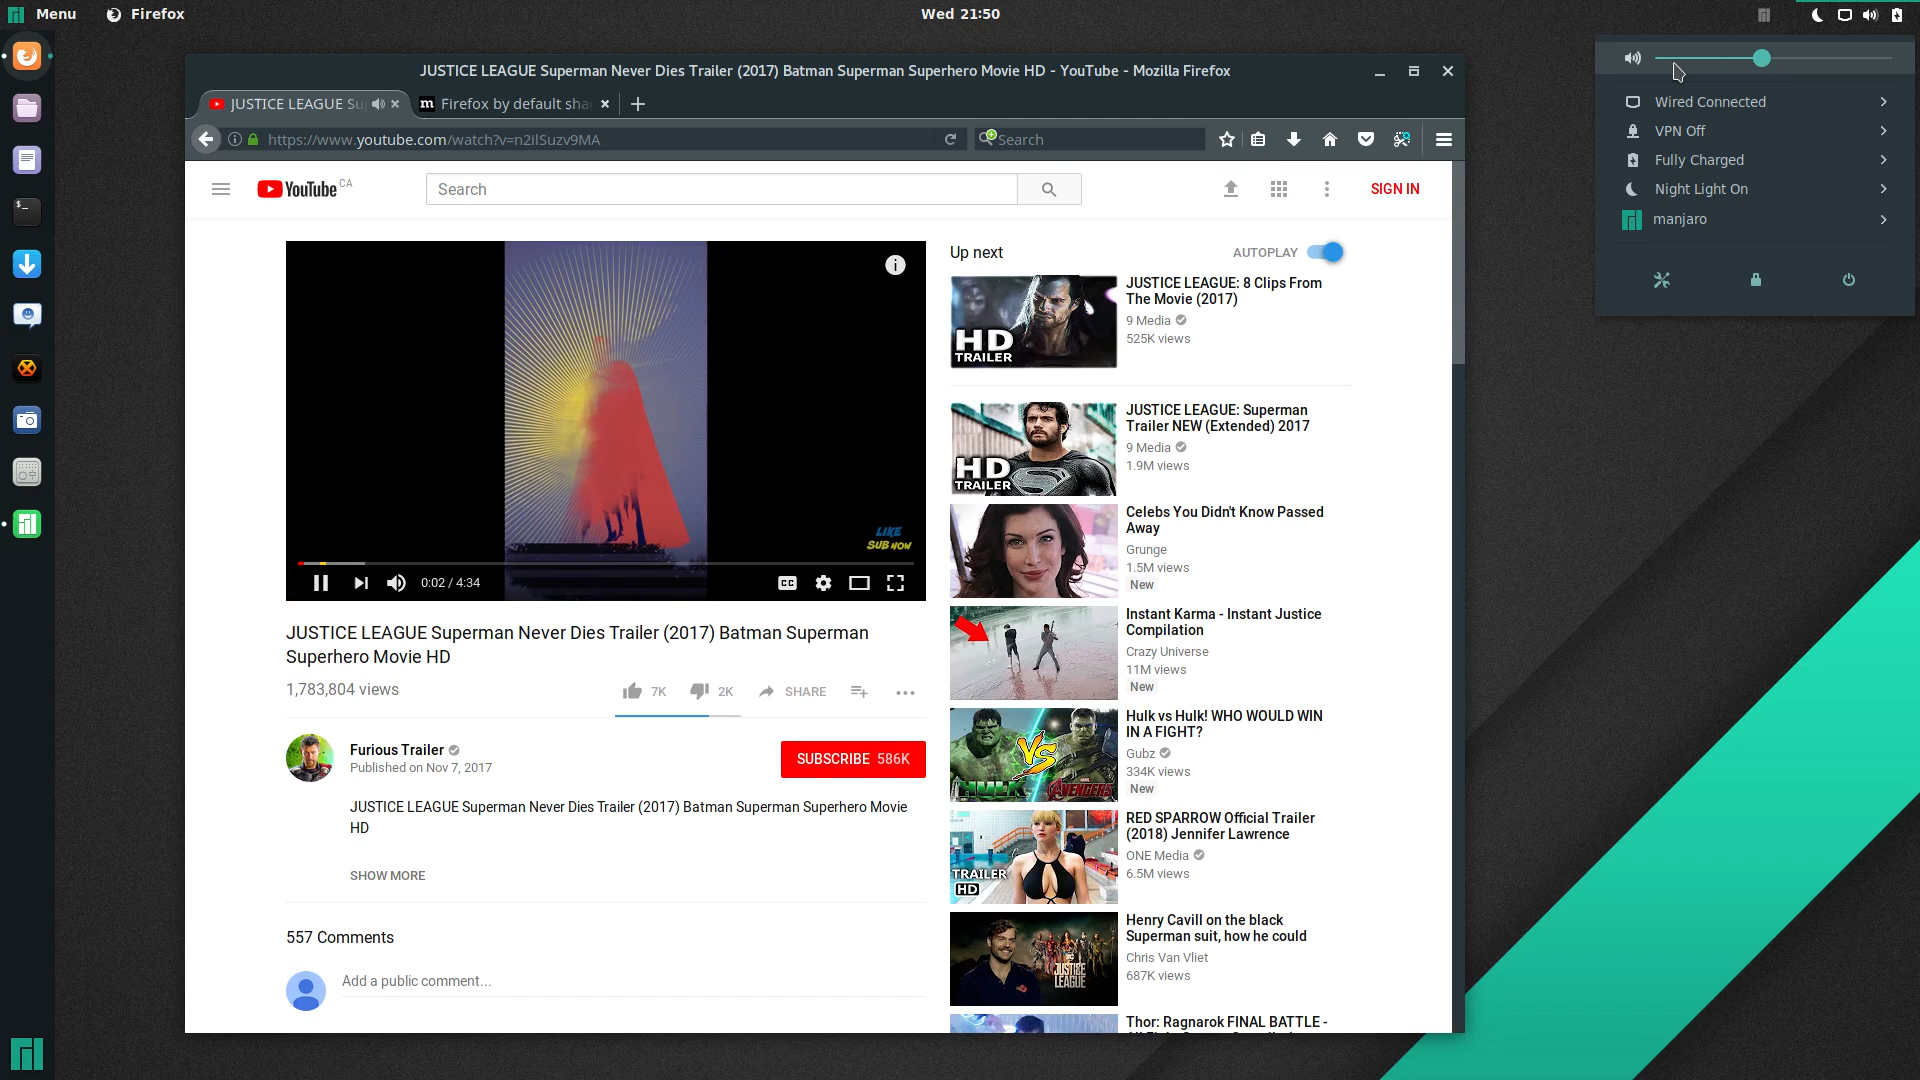 Menu
Firefox
Wed 21:50
JUSTICE LEAGUE Superman Never Dies Trailer (2017) Batman Superman Superhero Movie HD - YouTube - Mozilla Firefox
JUSTICE LEAGUE Su
Firefox by default shar
https://www.youtube.com/watch?v=n2IlSuzv9MA
Search
Wired Connected
VPN Off
Fully Charged
Night Light On
manjaro
YouTube CA
Search
SIGN IN
LIKE
SUB NOW
0:02 / 4:34
CC
JUSTICE LEAGUE Superman Never Dies Trailer (2017) Batman Superman
Superhero Movie HD
1,783,804 views
7K
2K
SHARE
Furious Trailer
Published on Nov 7, 2017
SUBSCRIBE 586K
JUSTICE LEAGUE Superman Never Dies Trailer (2017) Batman Superman Superhero Movie
HD
SHOW MORE
557 Comments
Add a public comment...
Up next
AUTOPLAY
HD
TRAILER
JUSTICE LEAGUE: 8 Clips From
The Movie (2017)
9 Media
525K views
HD
TRAILER
JUSTICE LEAGUE: Superman
Trailer NEW (Extended) 2017
9 Media
1.9M views
Celebs You Didn't Know Passed
Away
Grunge
1.5M views
New
Instant Karma - Instant Justice
Compilation
Crazy Universe
11M views
New
VS
HULK
AVENGERS
Hulk vs Hulk! WHO WOULD WIN
IN A FIGHT?
Gubz
334K views
New
TRAILER
HD
RED SPARROW Official Trailer
(2018) Jennifer Lawrence
ONE Media
6.5M views
JUSTICE
LEAGUE
Henry Cavill on the black
Superman suit, how he could
Chris Van Vliet
687K views
Thor: Ragnarok FINAL BATTLE -